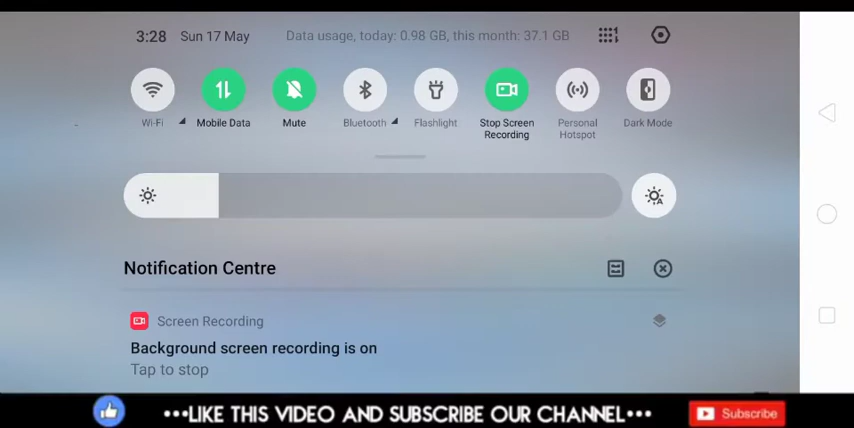 3:28 Sun 17 May Data usage, today: 0.98 GB, this month: 37.1 GB
Wi-Fi Mobile Data Mute Bluetooth Flashlight Stop Screen Recording Personal Hotspot Dark Mode
Notification Centre
Screen Recording
Background screen recording is on
Tap to stop
•••LIKE THIS VIDEO AND SUBSCRIBE OUR CHANNEL••• Subscribe